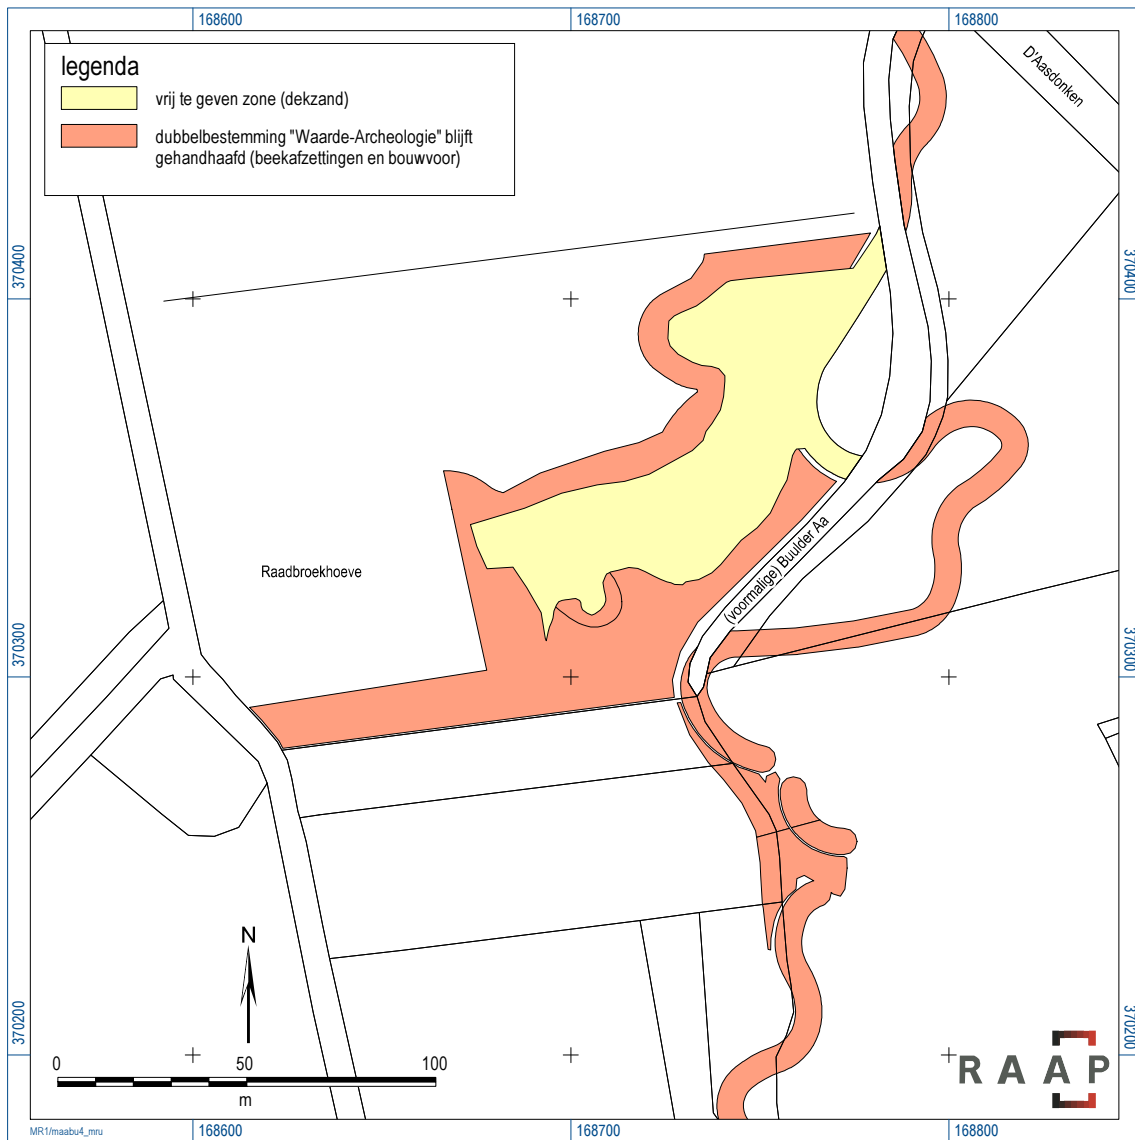 168600
168700
168800
legenda
vrij te geven zone (dekzand)
dubbelbestemming "Waarde-Archeologie" blijft
gehandhaafd (beekafzettingen en bouwvoor)
D'Aasdonken
370400
370400
(voormalige) Buulder Aa
Raadbroekhoeve
370300
370300
N
370200
370200
0
50
100
m
RAAP
MR1/maabu4_mru
168600
168700
168800